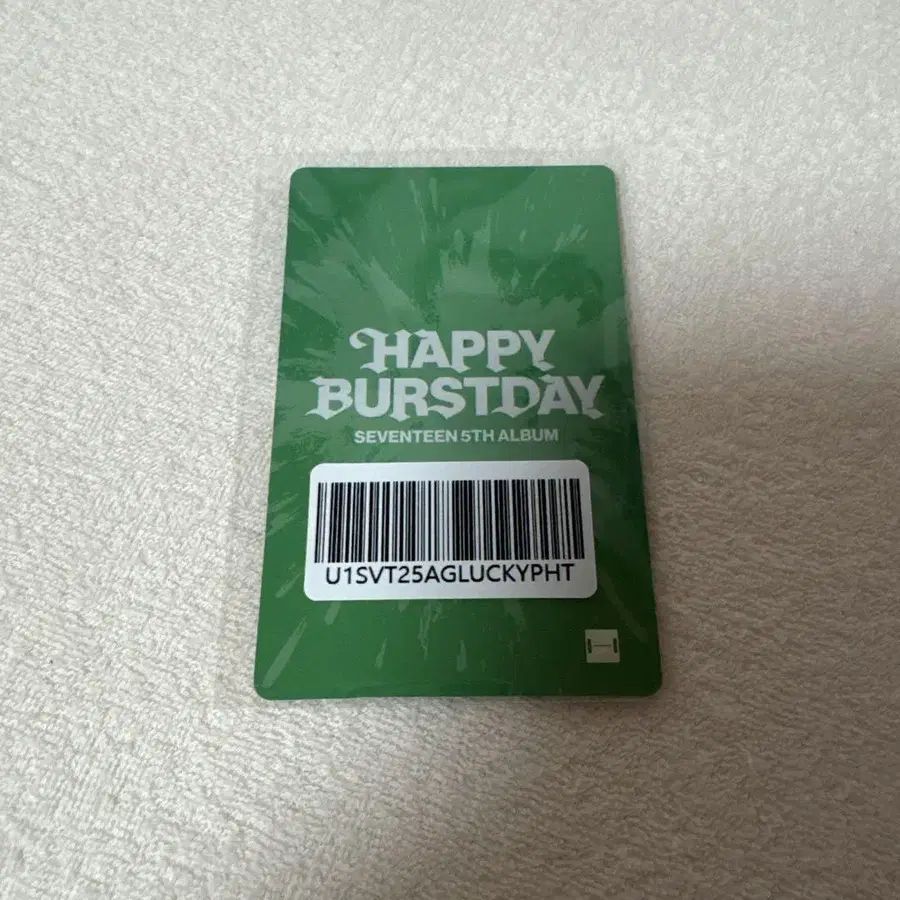 HAPPY
BURSTDAY
SEVENTEEN 5TH ALBUM
U1SVT25AGLUCKYPHT